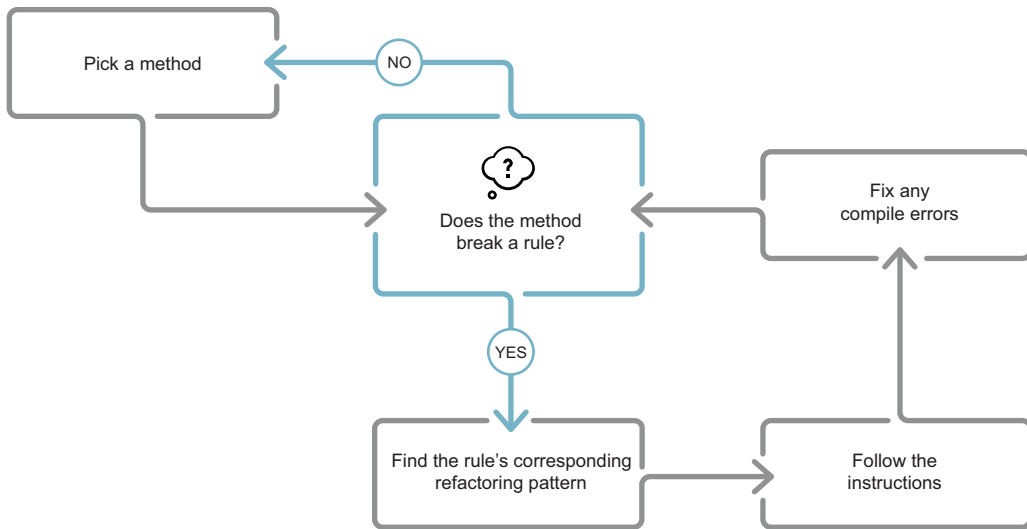 Pick a method
NO
?
Does the method
break a rule?
Fix any
compile errors
YES
Find the rule’s corresponding
refactoring pattern
Follow the
instructions